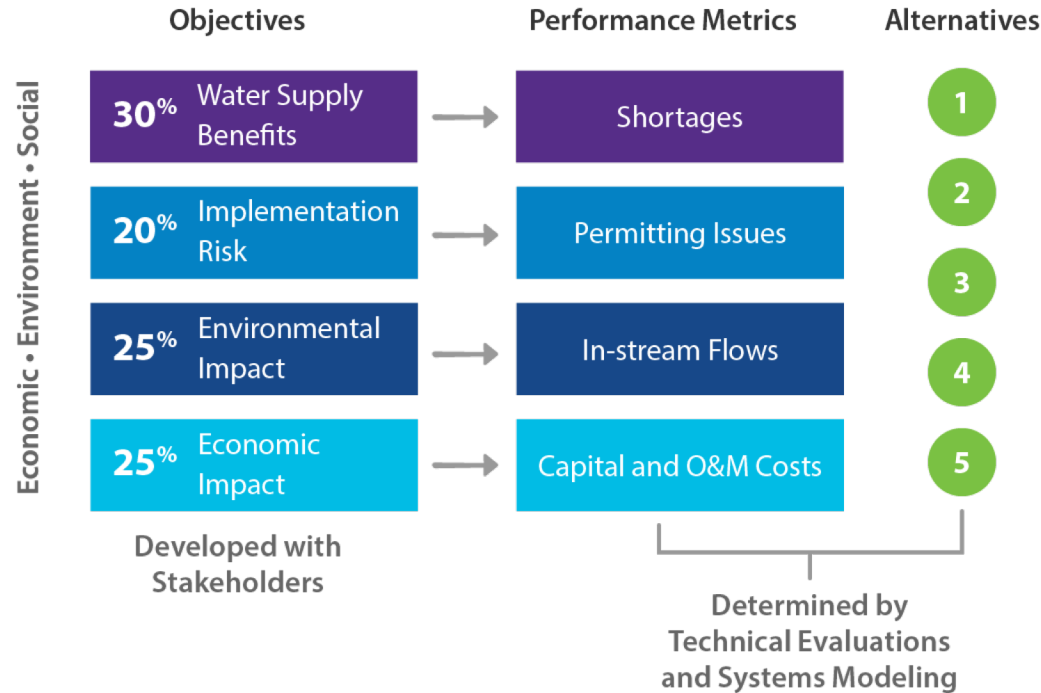 Objectives
Performance Metrics
Alternatives
Economic • Environment • Social
30% Water Supply
Benefits
Shortages
20% Implementation
Risk
Permitting Issues
25% Environmental
Impact
In-stream Flows
25% Economic
Impact
Capital and O&M Costs
1
2
3
4
5
Developed with
Stakeholders
Determined by
Technical Evaluations
and Systems Modeling